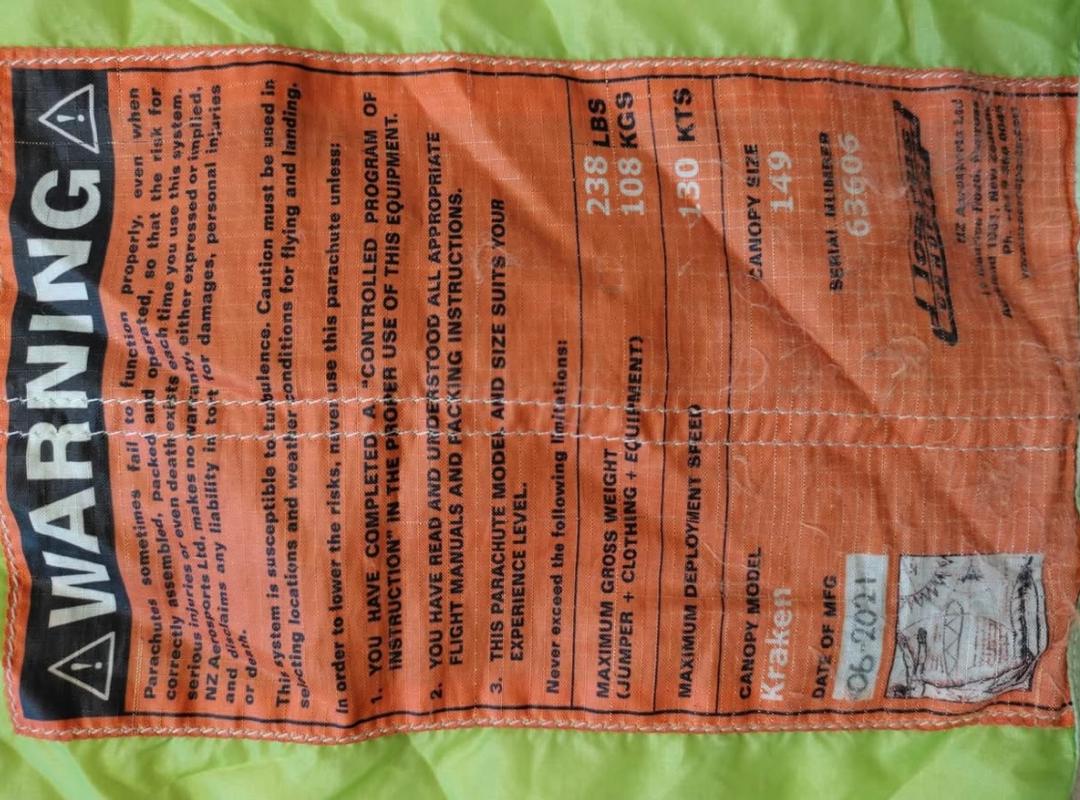 WARNING
Parachutes sometimes fail to function properly, even when
correctly assembled, packed and operated, so that the risk for
serious injuries or even death exists each time you use this system.
NZ Aerosports Ltd, makes no warranty, either expressed or implied,
and disclaims any liability in tort for damages, personal injuries
or death.
This system is susceptible to turbulence. Caution must be used in
selecting locations and weather conditions for flying and landing.
In order to lower the risks, never use this parachute unless:
1. YOU HAVE COMPLETED A "CONTROLLED PROGRAM OF
INSTRUCTION" IN THE PROPER USE OF THIS EQUIPMENT.
2. YOU HAVE READ AND UNDERSTOOD ALL APPROPRIATE
FLIGHT MANUALS AND PACKING INSTRUCTIONS.
3. THIS PARACHUTE MODEL AND SIZE SUITS YOUR
EXPERIENCE LEVEL.
Never exceed the following limitations:
MAXIMUM GROSS WEIGHT 238 LBS
(JUMPER + CLOTHING + EQUIPMENT) 108 KGS
MAXIMUM DEPLOYMENT SPEED 130 KTS
CANOPY MODEL CANOPY SIZE
Kraken 149
DATE OF MFG SERIAL NUMBER
06-2021 63606
NZ Aerosports Ltd